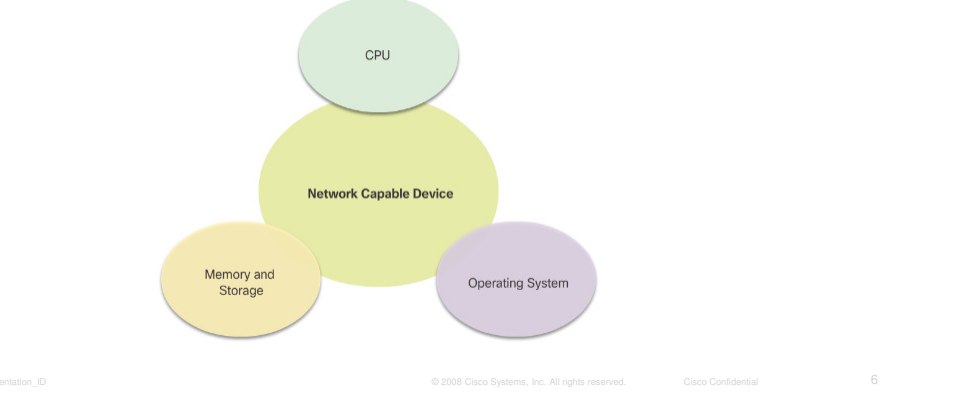 CPU
Network Capable Device
Memory and
Storage
Operating System
entation_ID
© 2008 Cisco Systems, Inc. All rights reserved.
Cisco Confidential
6